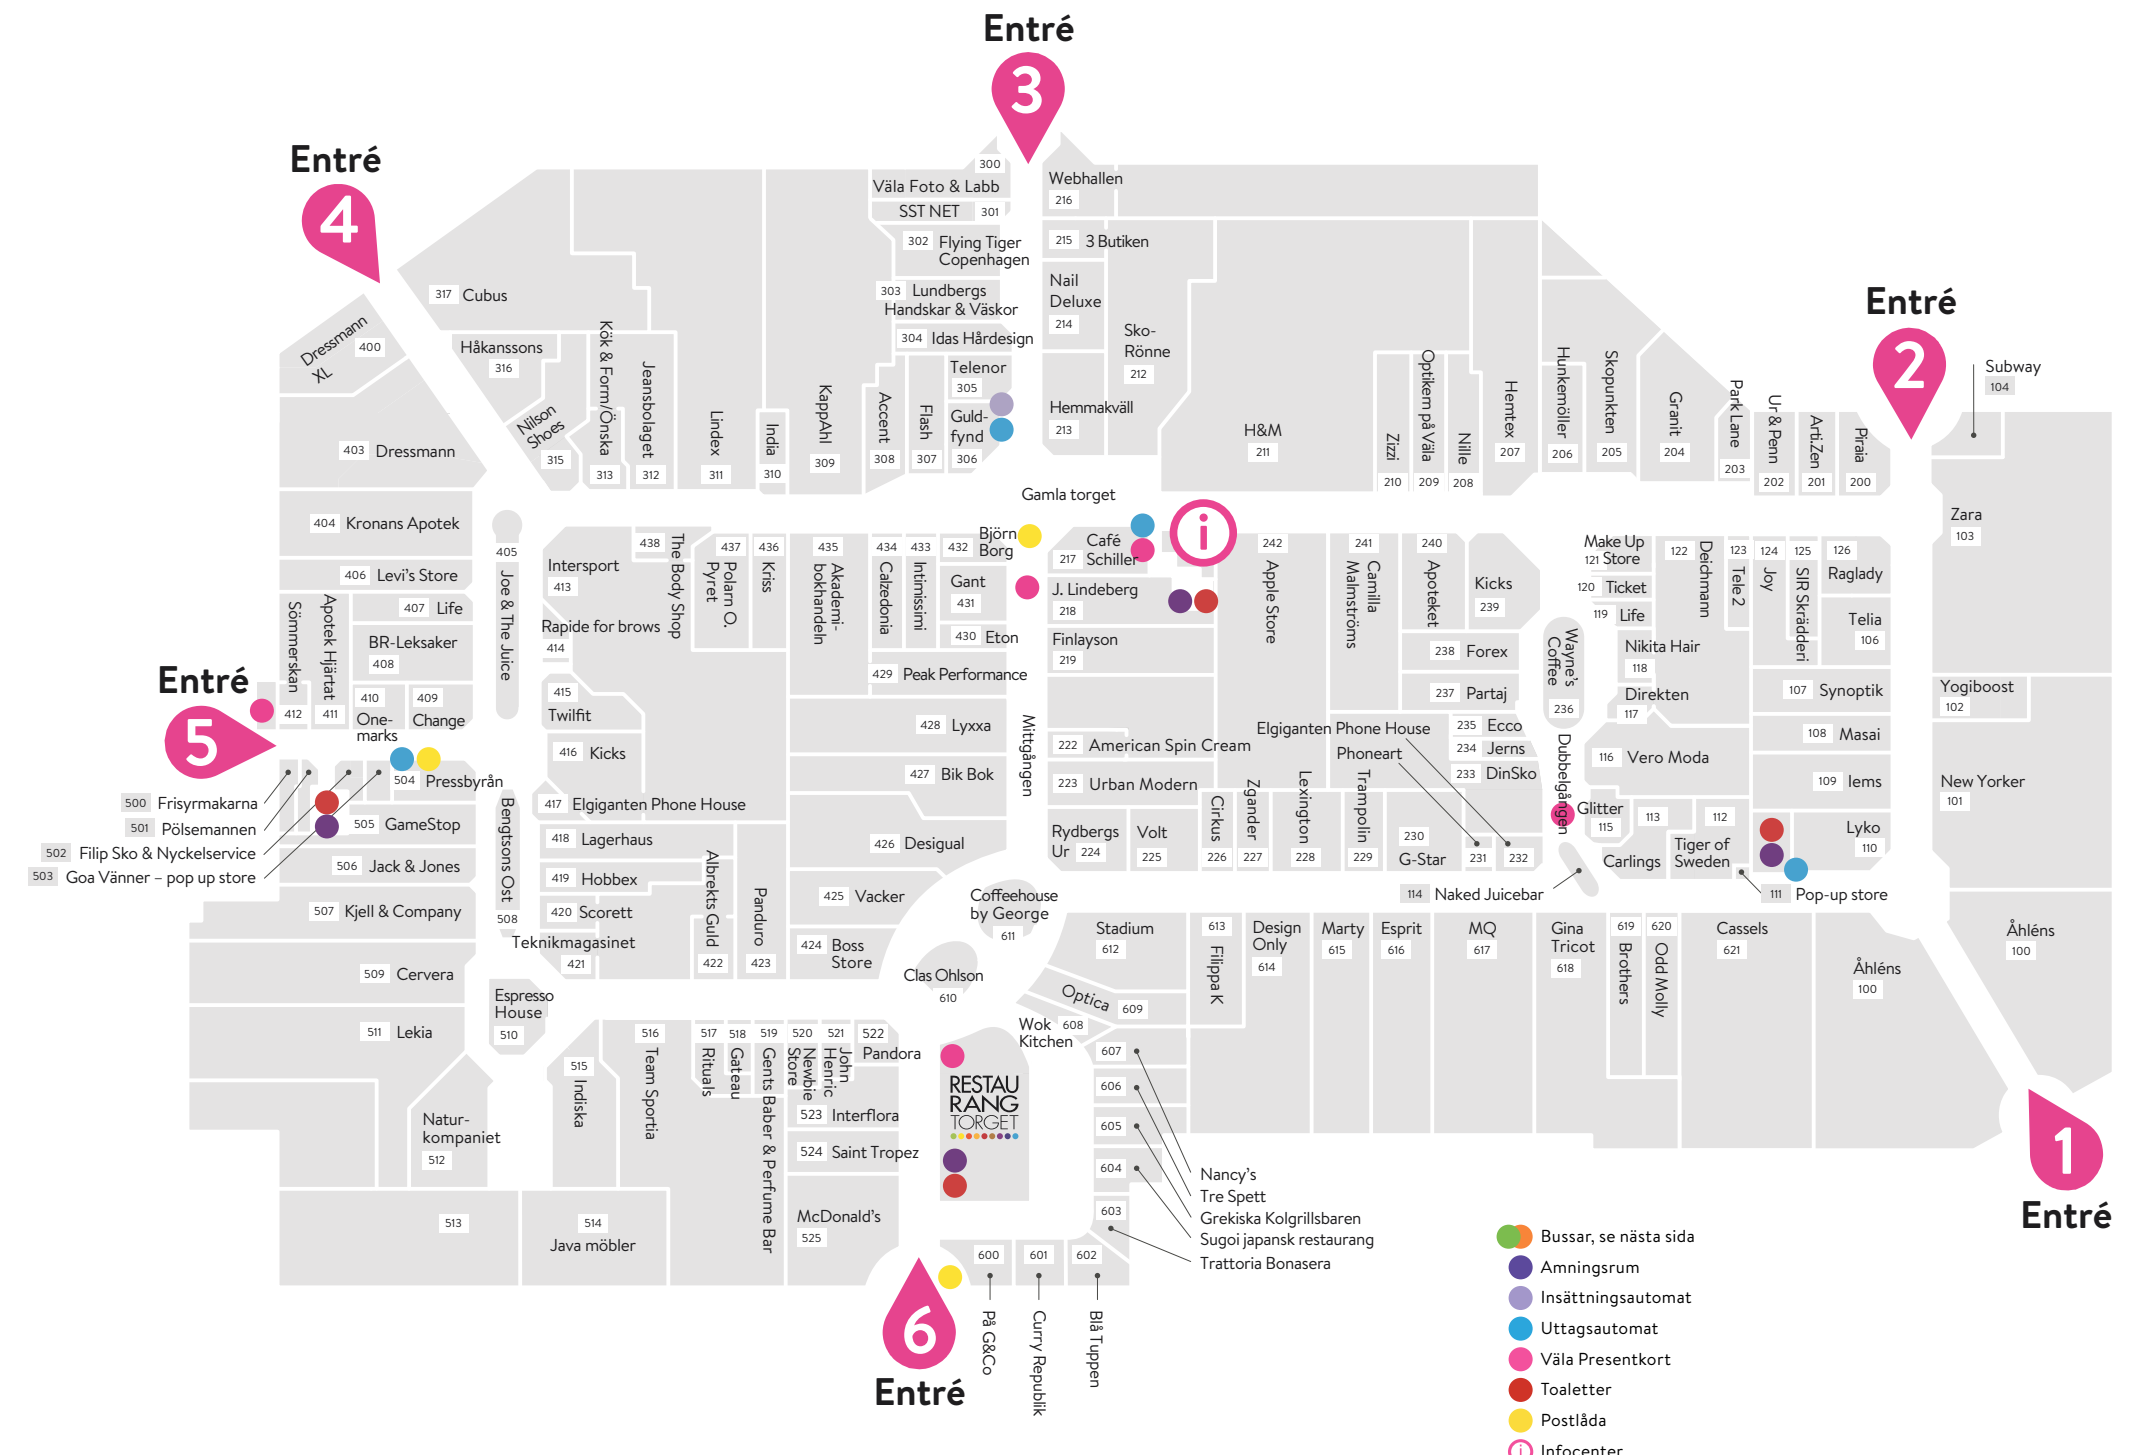 Entré
3
Entré
4
Entré
2
Entré
5
Entré
1
6
Entré
300
Väla Foto & Labb
SST NET 301
302 Flying Tiger
Copenhagen
303 Lundbergs
Handskar & Väskor
304 Idas Hårdesign
Telenor
305
Guld-
fynd
306
Flash
307
Accent
308
KappAhl
309
India
310
Lindex
311
Jeansbolaget
312
Kök & Form/Önska
313
Nilson
Shoes
315
Håkanssons
316
317 Cubus
Webhallen
216
215 3 Butiken
Nail
Deluxe
214
Hemmakväll
213
Sko-
Rönne
212
H&M
211
Zizzi
210
Optikern på Väla
209
Nille
208
Hemtex
207
Hunkemöller
206
Skopunkten
205
Granit
204
Park Lane
203
Ur & Penn
202
Arti.Zen
201
Piraia
200
Subway
104
Zara
103
Yogiboost
102
New Yorker
101
Åhléns
100
Åhléns
100
Dressmann
XL
400
403 Dressmann
404 Kronans Apotek
405
Joe & The Juice
406 Levi's Store
407 Life
BR-Leksaker
408
409
Change
410
One-
marks
Apotek Hjärtat
411
Sömmerskan
412
Intersport
413
Rapide for brows
414
415
Twilfit
416 Kicks
417 Elgiganten Phone House
418 Lagerhaus
419 Hobbex
420 Scorett
Teknikmagasinet
421
Albrekts Guld
422
Panduro
423
424 Boss
Store
425 Vacker
426 Desigual
427 Bik Bok
428 Lyxxa
429 Peak Performance
430 Eton
Gant
431
432 Björn
Borg
433
Intimissimi
434
Calzedonia
435
Akademi-
bokhandeln
436
Kriss
437
Polarn O.
Pyret
438
The Body Shop
Gamla torget
Mittgången
Café
Schiller
217
J. Lindeberg
218
Finlayson
219
222 American Spin Cream
223 Urban Modern
Rydbergs
Ur 224
Volt
225
Cirkus
226
Zgander
227
Lexington
228
Trampolin
229
230
G-Star
231
232
Elgiganten Phone House
Phoneart
233 DinSko
234 Jerns
235 Ecco
Wayne's
Coffee
236
237 Partaj
238 Forex
Kicks
239
240
Apoteket
241
Camilla
Malmströms
242
Apple Store
i
Dubbelgången
Make Up
121 Store
120 Ticket
119 Life
Nikita Hair
118
Direkten
117
116 Vero Moda
Glitter
115
113
Carlings
112
Tiger of
Sweden
122
Deichmann
123
Tele 2
124
Joy
125
SIR Skrädderi
126
Raglady
Telia
106
107 Synoptik
108 Masai
109 Iems
Lyko
110
111 Pop-up store
114 Naked Juicebar
500 Frisyrmakarna
501 Pölsemannen
502 Filip Sko & Nyckelservice
503 Goa Vänner – pop up store
504 Pressbyrån
505 GameStop
506 Jack & Jones
507 Kjell & Company
Bengtsons Ost
508
509 Cervera
Espresso
House
510
511 Lekia
Natur-
kompaniet
512
513
514
Java möbler
515
Indiska
516
Team Sportia
517
Rituals
518
Gateau
519
Gents Baber & Perfume Bar
520
Newbie
Store
521
John
Henric
522
Pandora
523 Interflora
524 Saint Tropez
McDonald's
525
RESTAU
RANG
TORGET
Coffeehouse
by George
611
Clas Ohlson
610
Optica 609
Wok 608
Kitchen
607
606
605
604
603
Nancy's
Tre Spett
Grekiska Kolgrillsbaren
Sugoi japansk restaurang
Trattoria Bonasera
600
På G&Co
601
Curry Republik
602
Blå Tuppen
Stadium
612
613
Filippa K
Design
Only
614
Marty
615
Esprit
616
MQ
617
Gina
Tricot
618
619
Brothers
620
Odd Molly
Cassels
621
Bussar, se nästa sida
Amningsrum
Insättningsautomat
Uttagsautomat
Väla Presentkort
Toaletter
Postlåda
i Infocenter